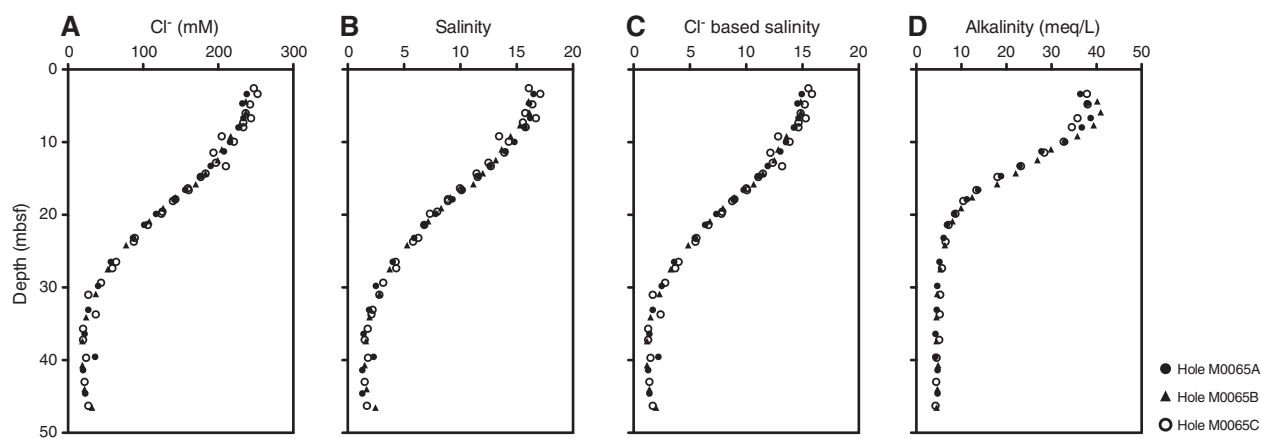 A Cl⁻ (mM) B Salinity C Cl⁻ based salinity D Alkalinity (meq/L)
0 100 200 300 0 5 10 15 20 0 5 10 15 20 0 10 20 30 40 50
0
10
20
30
40
50
Depth (mbsf)
Hole M0065A
Hole M0065B
Hole M0065C